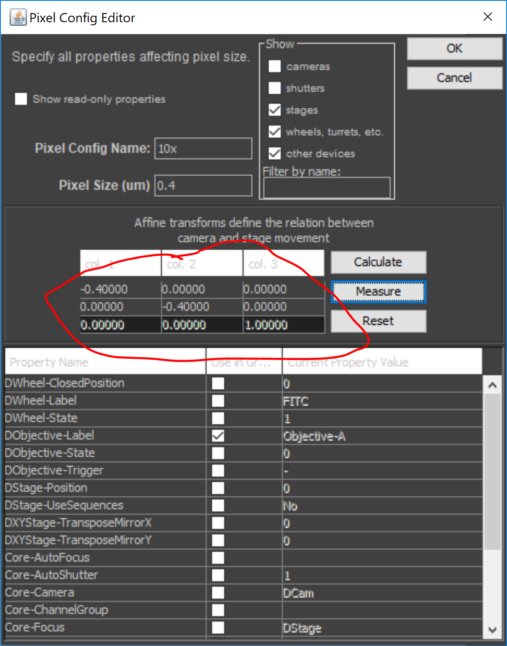 Pixel Config Editor
Specify all properties affecting pixel size.
Show read-only properties
Pixel Config Name: 10x
Pixel Size (um) 0.4
Show
cameras
shutters
stages
wheels, turrets, etc.
other devices
Filter by name:
OK
Cancel
Affine transforms define the relation between
camera and stage movement
col. 1 col. 2 col. 3
-0.40000 0.00000 0.00000
0.00000 -0.40000 0.00000
0.00000 0.00000 1.00000
Calculate
Measure
Reset
Property Name Use in Gr... Current Property Value
DWheel-ClosedPosition 0
DWheel-Label FITC
DWheel-State 1
DObjective-Label Objective-A
DObjective-State 0
DObjective-Trigger -
DStage-Position 0
DStage-UseSequences No
DXYStage-TransposeMirrorX 0
DXYStage-TransposeMirrorY 0
Core-AutoFocus
Core-AutoShutter 1
Core-Camera DCam
Core-ChannelGroup
Core-Focus DStage